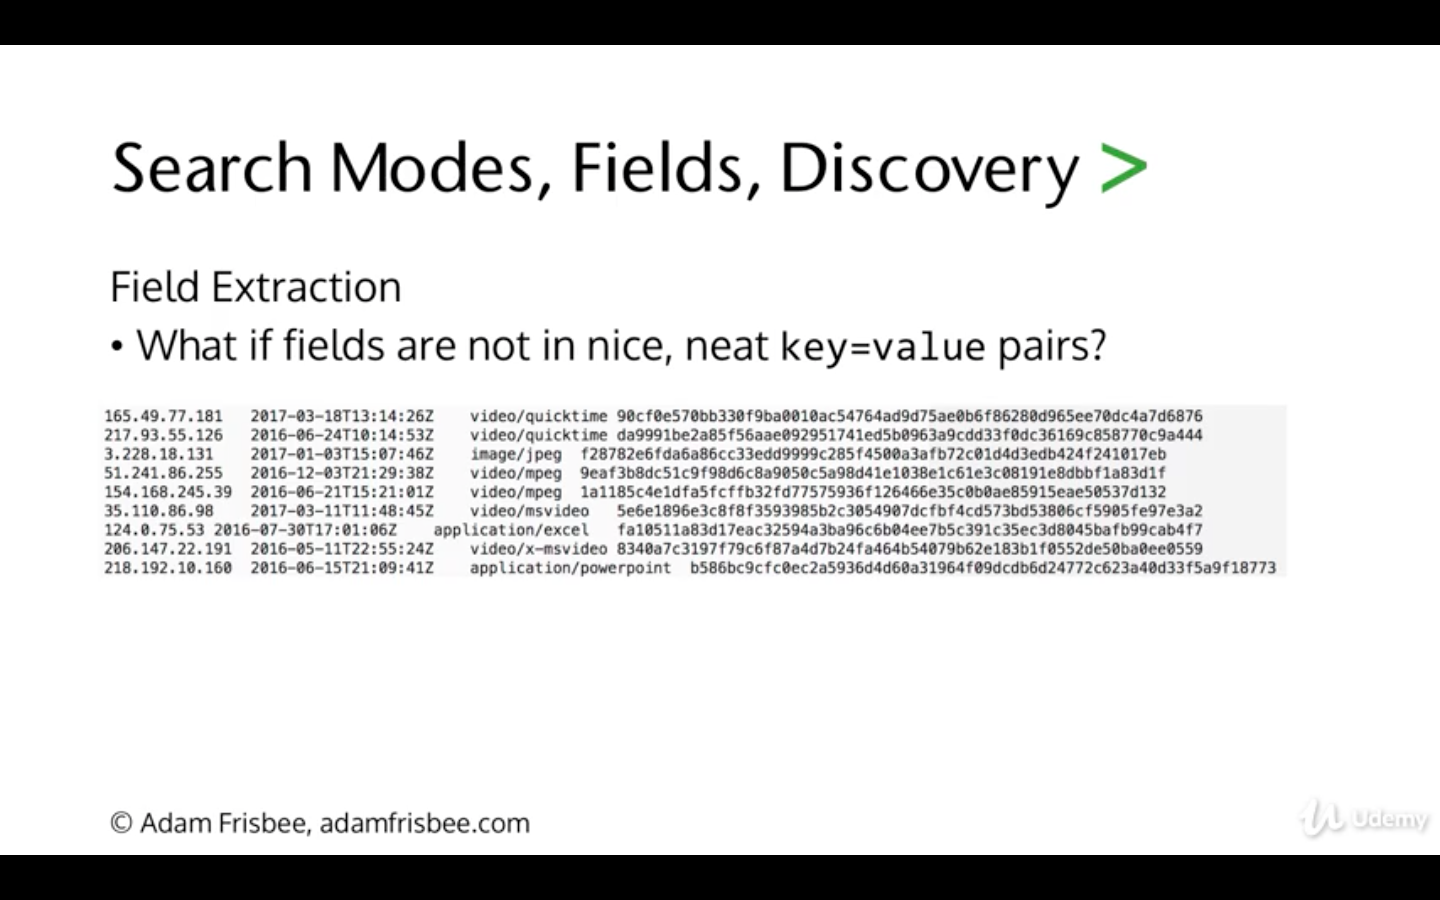 Search Modes, Fields, Discovery >
Field Extraction
• What if fields are not in nice, neat key=value pairs?
165.49.77.181 2017-03-18T13:14:26Z video/quicktime 90cf0e570bb330f9ba0010ac54764ad9d75ae0b6f86280d965ee70dc4a7d6876
217.93.55.126 2016-06-24T10:14:53Z video/quicktime da9991be2a85f56aae092951741ed5b0963a9cdd33f0dc36169c858770c9a444
3.228.18.131 2017-01-03T15:07:46Z image/jpeg f28782e6fda6a86cc33edd9999c285f4500a3afb72c01d4d3edb424f241017eb
51.241.86.255 2016-12-03T21:29:38Z video/mpeg 9eaf3b8dc51c9f98d6c8a9050c5a98d41e1038e1c61e3c08191e8dbbf1a83d1f
154.168.245.39 2016-06-21T15:21:01Z video/mpeg 1a1185c4e1dfa5fcffb32fd77575936f126466e35c0b0ae85915eae50537d132
35.110.86.98 2017-03-11T11:48:45Z video/msvideo 5e6e1896e3c8f8f3593985b2c3054907dcfbf4cd573bd53806cf5905fe97e3a2
124.0.75.53 2016-07-30T17:01:06Z application/excel fa10511a83d17eac32594a3ba96c6b04ee7b5c391c35ec3d8045bafb99cab4f7
206.147.22.191 2016-05-11T22:55:24Z video/x-msvideo 8340a7c3197f79c6f87a4d7b24fa464b54079b62e183b1f0552de50ba0ee0559
218.192.10.160 2016-06-15T21:09:41Z application/powerpoint b586bc9cfc0ec2a5936d4d60a31964f09dcdb6d24772c623a40d33f5a9f18773
© Adam Frisbee, adamfrisbee.com
Udemy